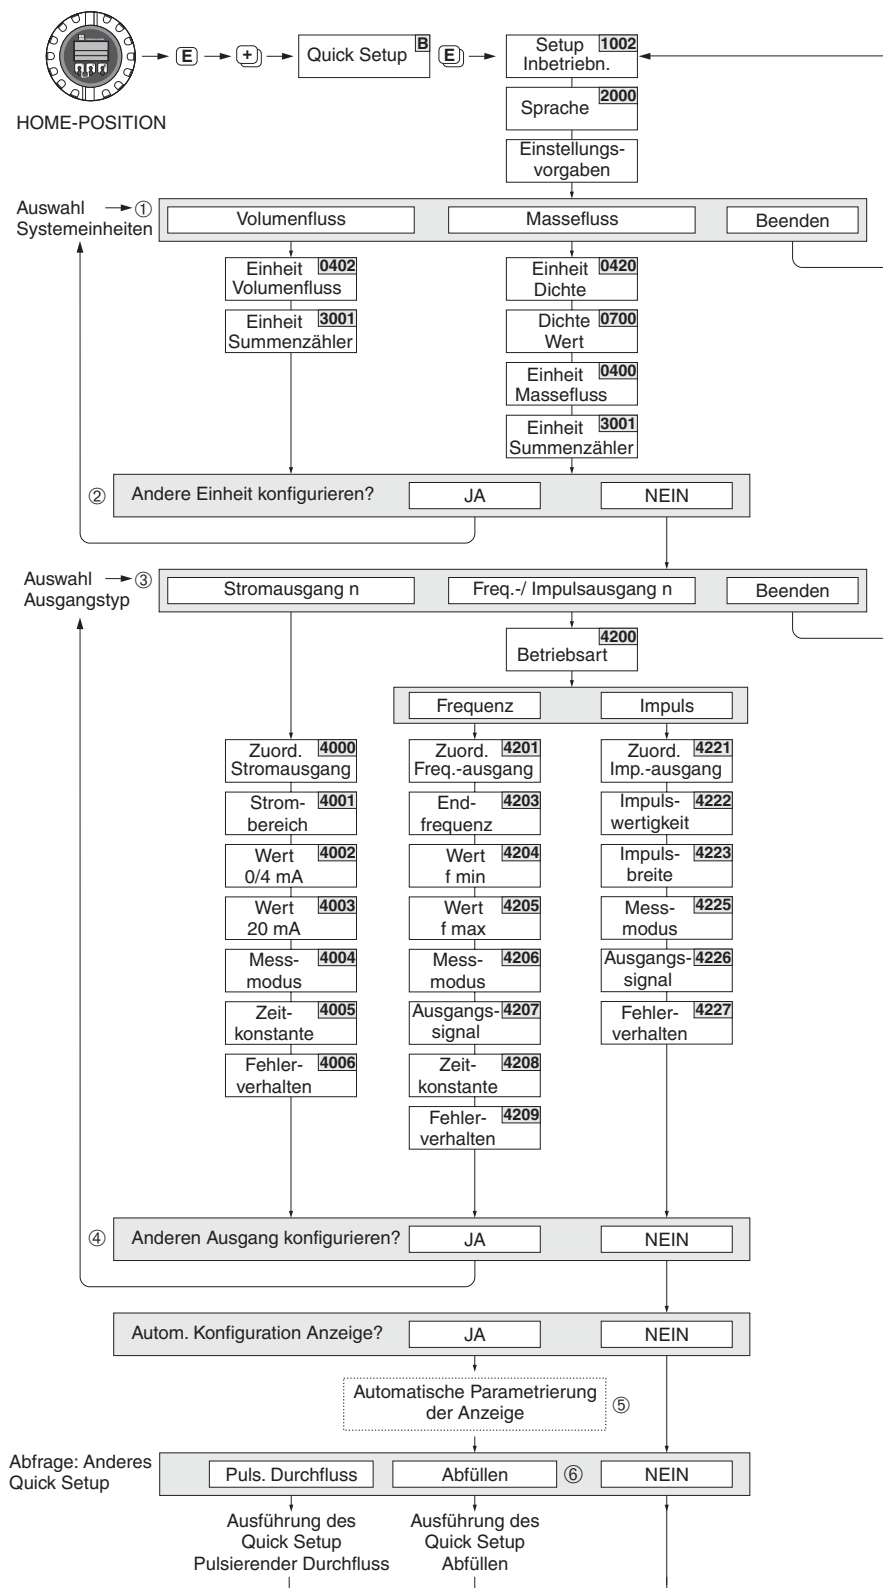 HOME-POSITION
E
+
Quick Setup B
E
Setup 1002
Inbetriebn.
Sprache 2000
Einstellungs-
vorgaben
Auswahl
Systemeinheiten
①
Volumenfluss
Massefluss
Beenden
Einheit 0402
Volumenfluss
Einheit 3001
Summenzähler
Einheit 0420
Dichte
Dichte 0700
Wert
Einheit 0400
Massefluss
Einheit 3001
Summenzähler
②
Andere Einheit konfigurieren?
JA
NEIN
Auswahl
Ausgangstyp
③
Stromausgang n
Freq.-/ Impulsausgang n
Beenden
4200
Betriebsart
Frequenz
Impuls
Zuord. 4000
Stromausgang
Strom- 4001
bereich
Wert 4002
0/4 mA
Wert 4003
20 mA
Mess- 4004
modus
Zeit- 4005
konstante
Fehler- 4006
verhalten
Zuord. 4201
Freq.-ausgang
End- 4203
frequenz
Wert 4204
f min
Wert 4205
f max
Mess- 4206
modus
Ausgangs- 4207
signal
Zeit- 4208
konstante
Fehler- 4209
verhalten
Zuord. 4221
Imp.-ausgang
Impuls- 4222
wertigkeit
Impuls- 4223
breite
Mess- 4225
modus
Ausgangs- 4226
signal
Fehler- 4227
verhalten
④
Anderen Ausgang konfigurieren?
JA
NEIN
Autom. Konfiguration Anzeige?
JA
NEIN
Automatische Parametrierung
der Anzeige
⑤
Abfrage: Anderes
Quick Setup
Puls. Durchfluss
Abfüllen
⑥
NEIN
Ausführung des
Quick Setup
Pulsierender Durchfluss
Ausführung des
Quick Setup
Abfüllen